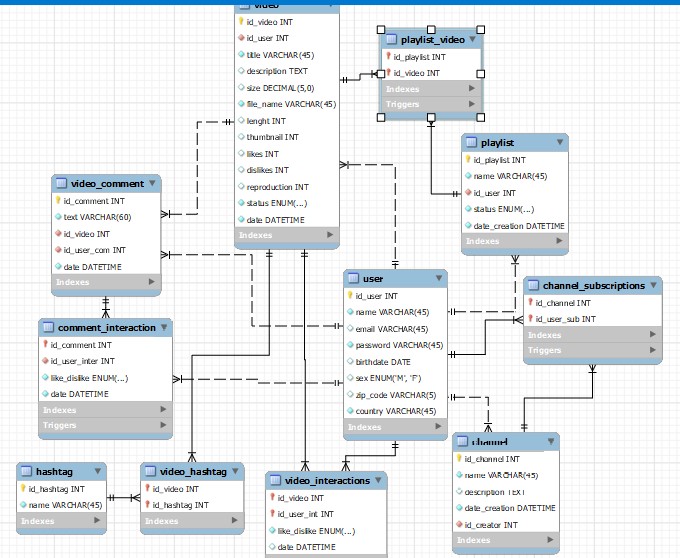 video
id_video INT
id_user INT
title VARCHAR(45)
description TEXT
size DECIMAL(5,0)
file_name VARCHAR(45)
lenght INT
thumbnail INT
likes INT
dislikes INT
reproduction INT
status ENUM(...)
date DATETIME
Indexes
playlist_video
id_playlist INT
id_video INT
Indexes
Triggers
playlist
id_playlist INT
name VARCHAR(45)
id_user INT
status ENUM(...)
date_creation DATETIME
Indexes
video_comment
id_comment INT
text VARCHAR(60)
id_video INT
id_user_com INT
date DATETIME
Indexes
user
id_user INT
name VARCHAR(45)
email VARCHAR(45)
password VARCHAR(45)
birthdate DATE
sex ENUM('M', 'F')
zip_code VARCHAR(5)
country VARCHAR(45)
Indexes
channel_subscriptions
id_channel INT
id_user_sub INT
Indexes
Triggers
comment_interaction
id_comment INT
id_user_inter INT
like_dislike ENUM(...)
date DATETIME
Indexes
Triggers
channel
id_channel INT
name VARCHAR(45)
description TEXT
date_creation DATETIME
id_creator INT
Indexes
hashtag
id_hashtag INT
name VARCHAR(45)
Indexes
video_hashtag
id_video INT
id_hashtag INT
Indexes
video_interactions
id_video INT
id_user_int INT
like_dislike ENUM(...)
date DATETIME